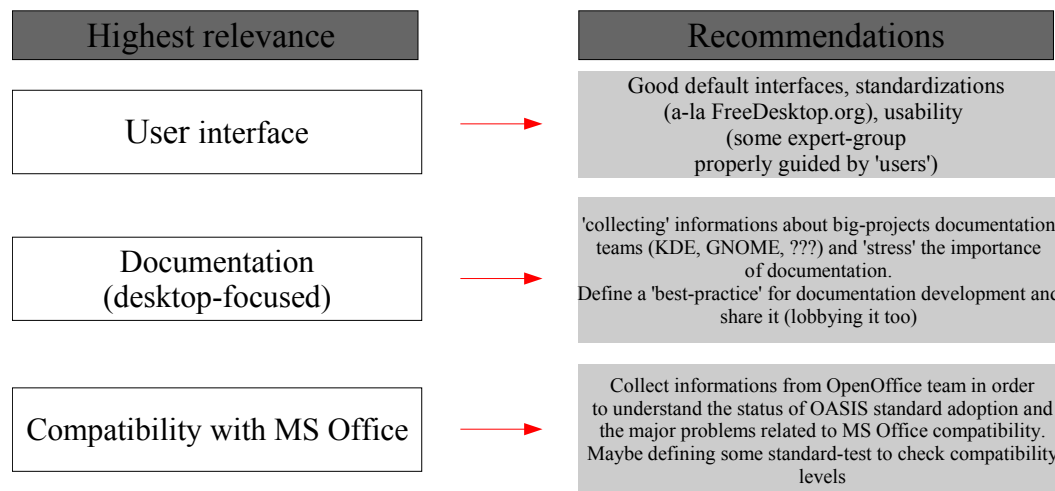 Highest relevance
Recommendations
User interface
Good default interfaces, standardizations
(a-la FreeDesktop.org), usability
(some expert-group
properly guided by 'users')
Documentation
(desktop-focused)
'collecting' informations about big-projects documentation
teams (KDE, GNOME, ???) and 'stress' the importance
of documentation.
Define a 'best-practice' for documentation development and
share it (lobbying it too)
Compatibility with MS Office
Collect informations from OpenOffice team in order
to understand the status of OASIS standard adoption and
the major problems related to MS Office compatibility.
Maybe defining some standard-test to check compatibility
levels